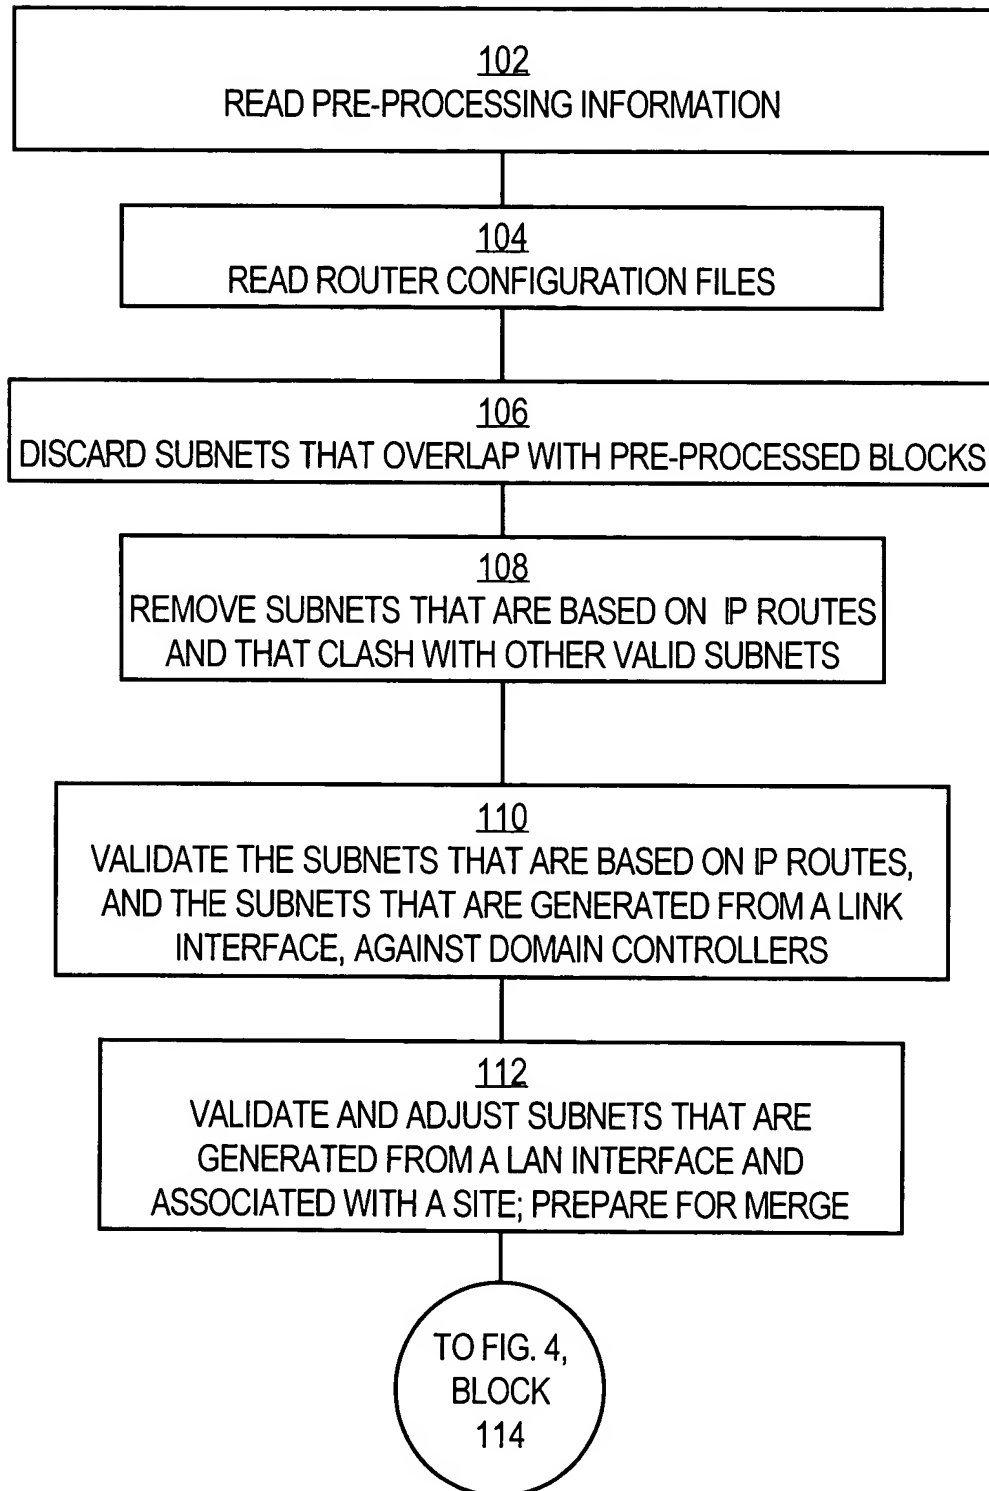 102
READ PRE-PROCESSING INFORMATION
104
READ ROUTER CONFIGURATION FILES
106
DISCARD SUBNETS THAT OVERLAP WITH PRE-PROCESSED BLOCKS
108
REMOVE SUBNETS THAT ARE BASED ON IP ROUTES
AND THAT CLASH WITH OTHER VALID SUBNETS
110
VALIDATE THE SUBNETS THAT ARE BASED ON IP ROUTES,
AND THE SUBNETS THAT ARE GENERATED FROM A LINK
INTERFACE, AGAINST DOMAIN CONTROLLERS
112
VALIDATE AND ADJUST SUBNETS THAT ARE
GENERATED FROM A LAN INTERFACE AND
ASSOCIATED WITH A SITE; PREPARE FOR MERGE
TO FIG. 4,
BLOCK
114